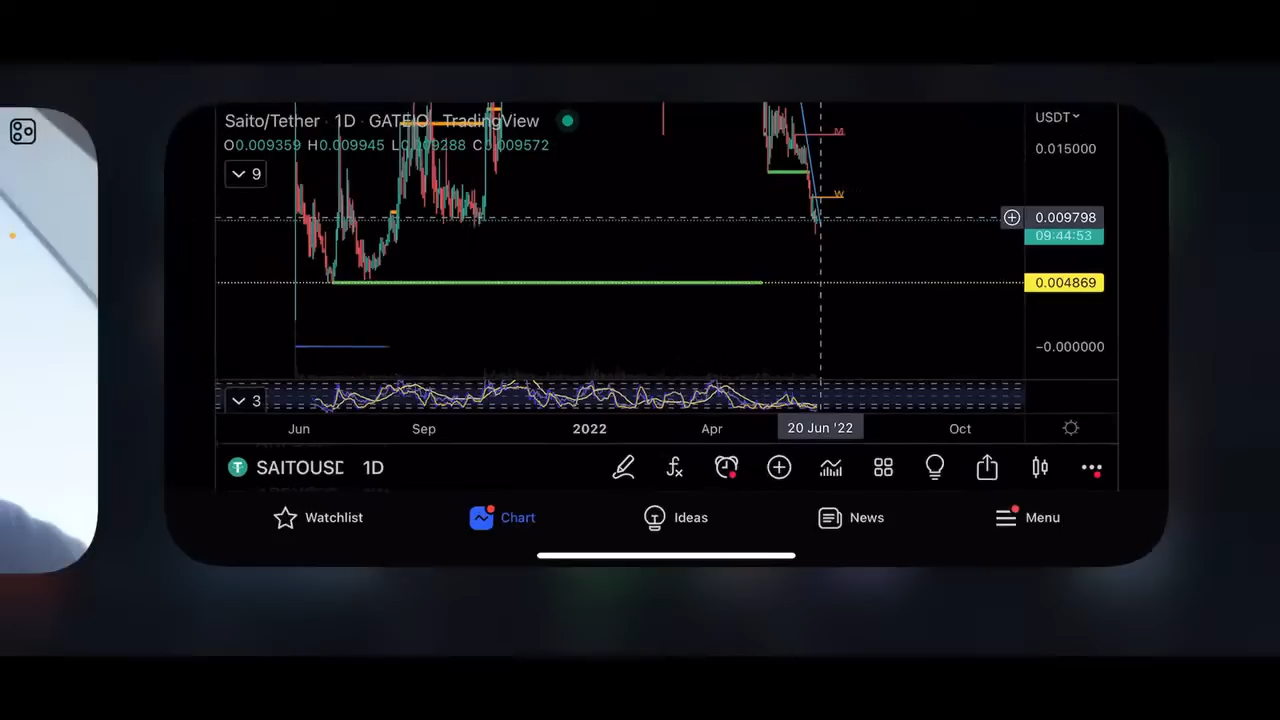 Saito/Tether · 1D · GATEIO · TradingView
O0.009359 H0.009945 L0.009288 C0.009572
9
USDT
0.015000
M
W
0.009798
09:44:53
0.004869
−0.000000
3
Jun Sep 2022 Apr 20 Jun '22 Oct
SAITOUSD 1D
Watchlist Chart Ideas News Menu